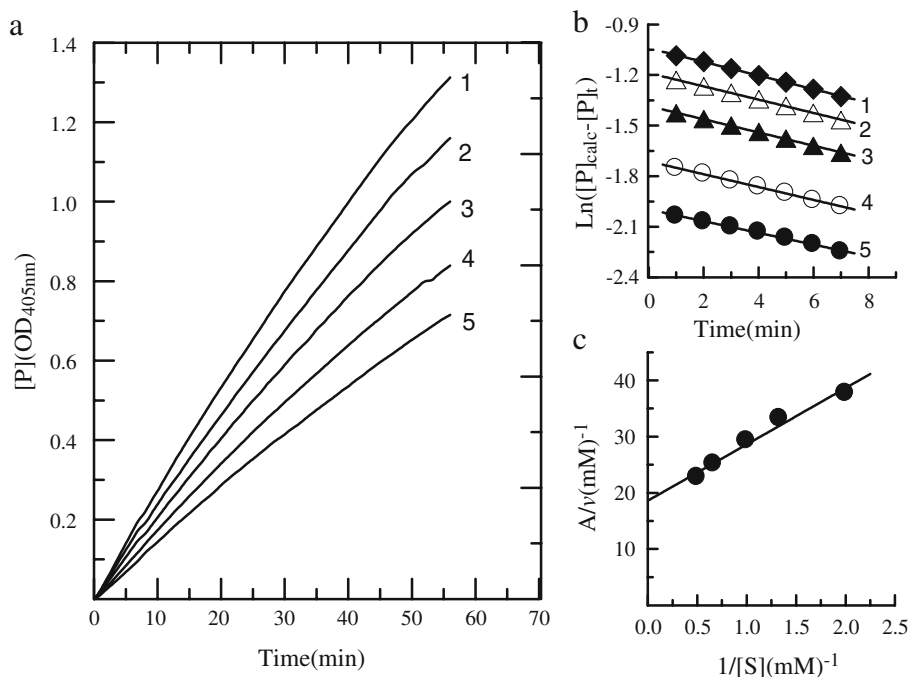 a
[P](OD405nm)
1.4
1.2
1.0
0.8
0.6
0.4
0.2
0 10 20 30 40 50 60 70
Time(min)
1
2
3
4
5
b
Ln([P]calc-[P]t)
-0.9
-1.2
-1.5
-1.8
-2.1
-2.4
0 2 4 6 8
Time(min)
1
2
3
4
5
c
A/v(mM)-1
40
30
20
10
0.0 0.5 1.0 1.5 2.0 2.5
1/[S](mM)-1